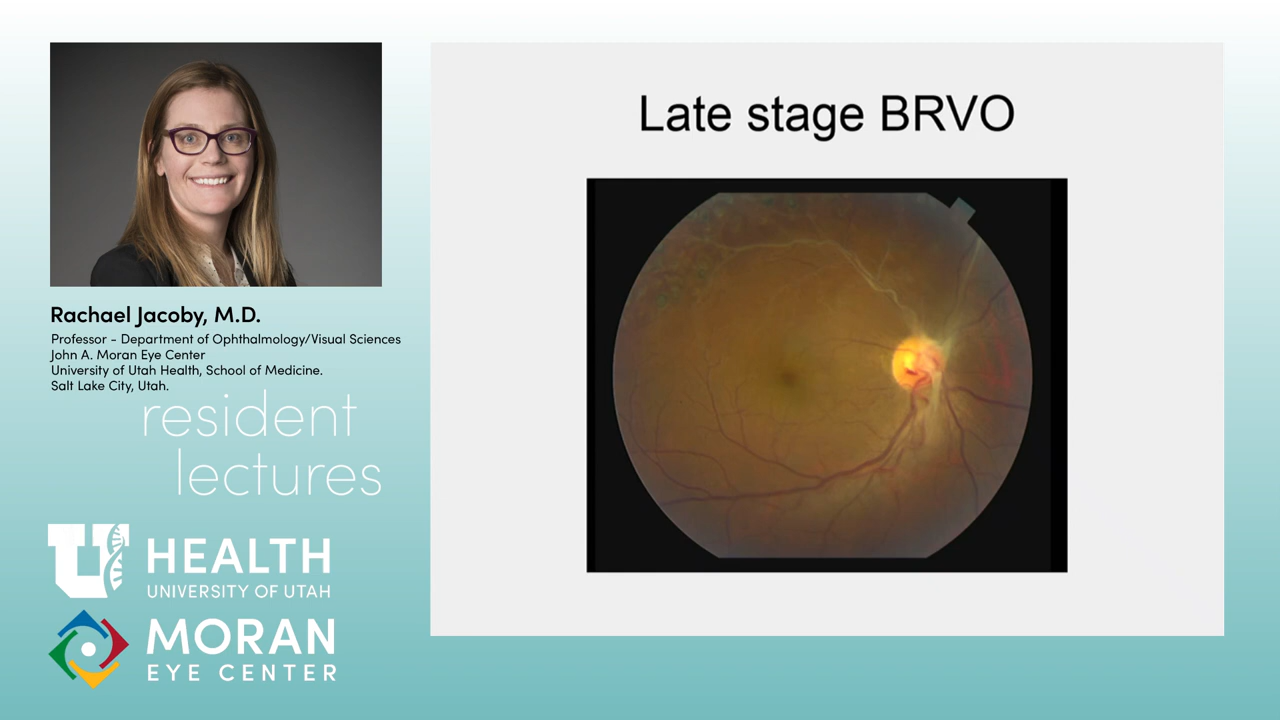 Late stage BRVO
Rachael Jacoby, M.D.
Professor - Department of Ophthalmology/Visual Sciences
John A. Moran Eye Center
University of Utah Health, School of Medicine.
Salt Lake City, Utah.
resident
lectures
U HEALTH
UNIVERSITY OF UTAH
MORAN
EYE CENTER